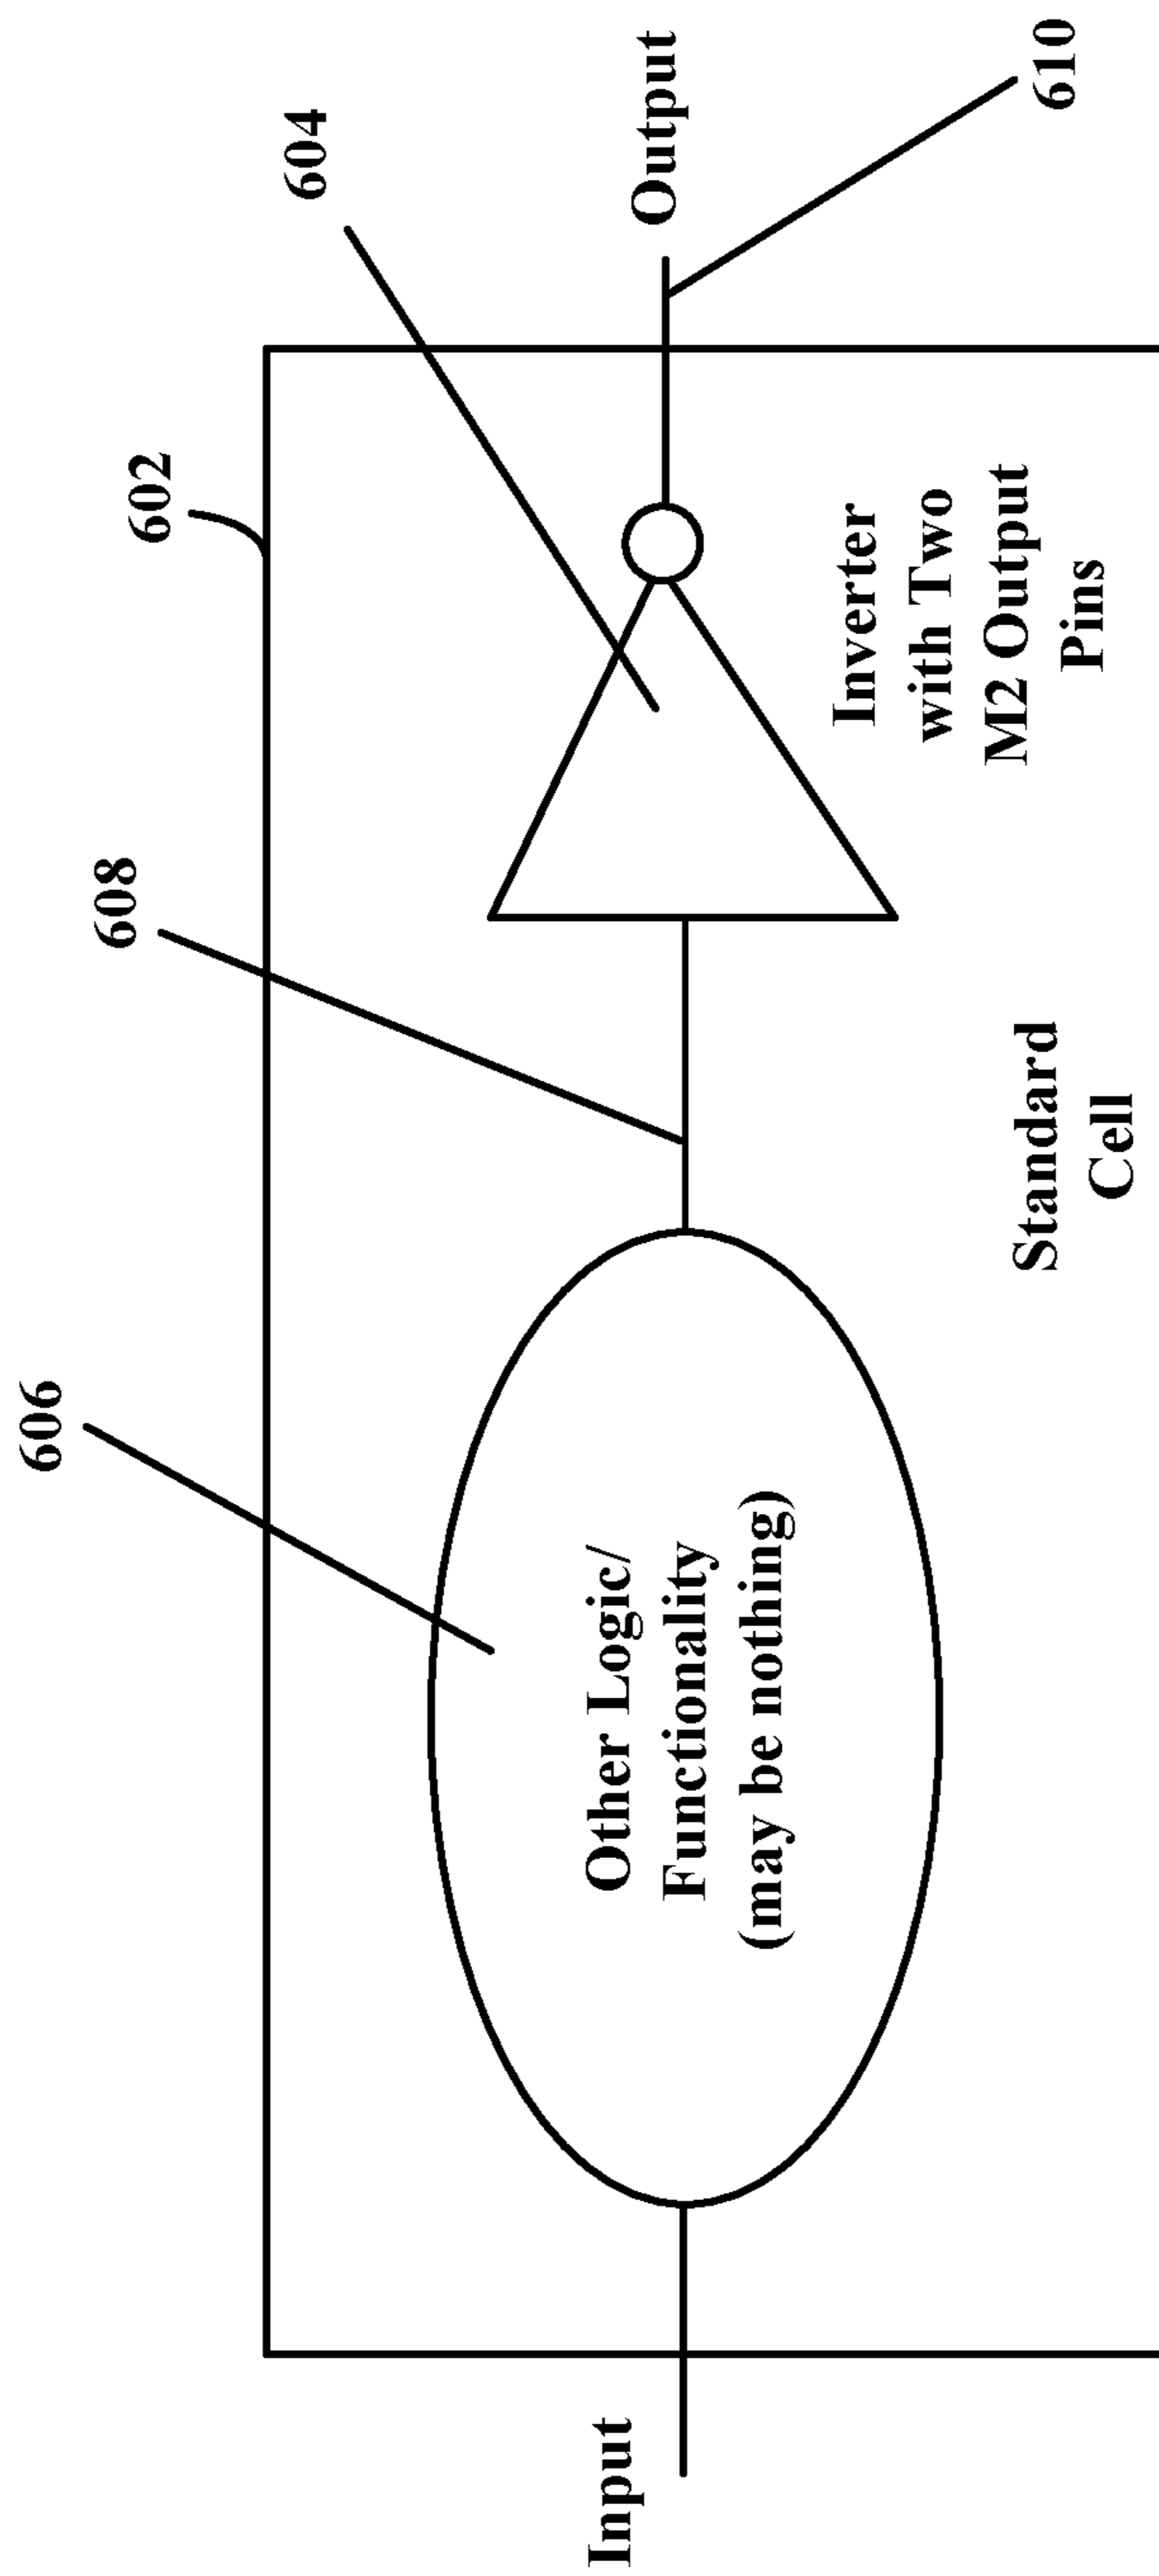 602
604
606
608
610
Input
Other Logic/
Functionality
(may be nothing)
Inverter
with Two
M2 Output
Pins
Output
Standard
Cell